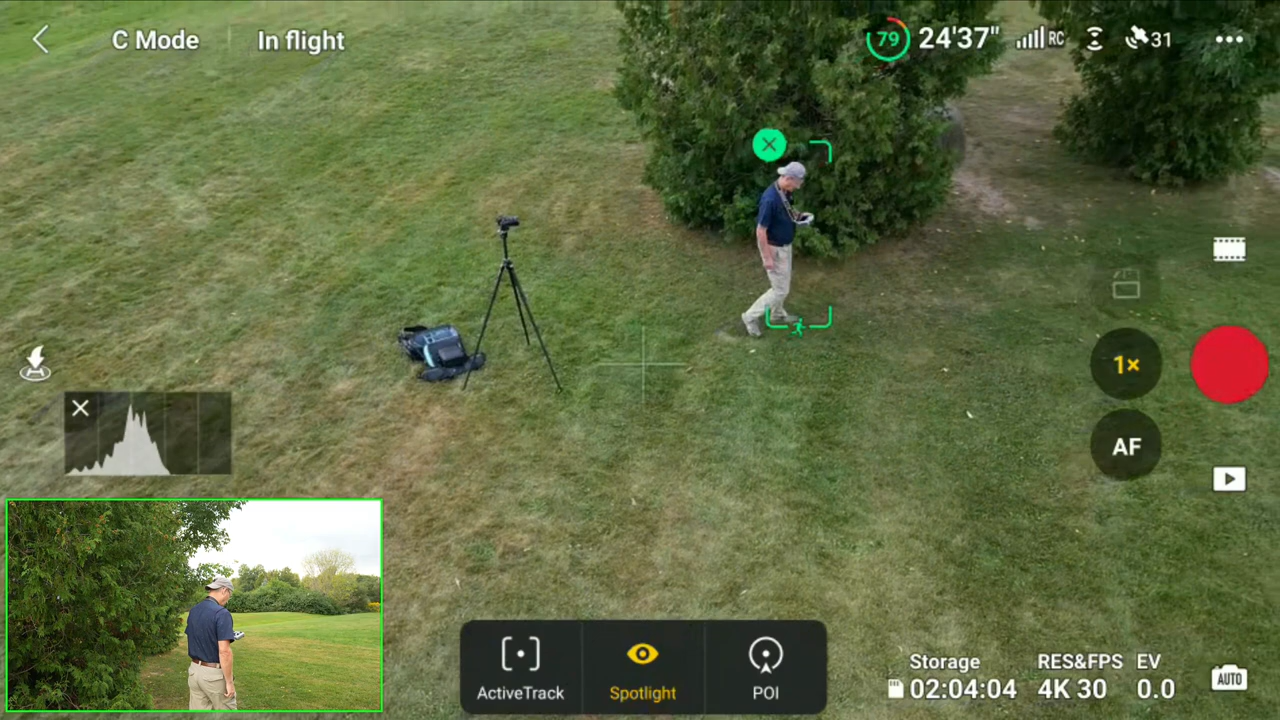 C Mode
In flight
79
24'37"
RC
31
1×
AF
ActiveTrack
Spotlight
POI
Storage
02:04:04
RES&FPS
4K 30
EV
0.0
AUTO